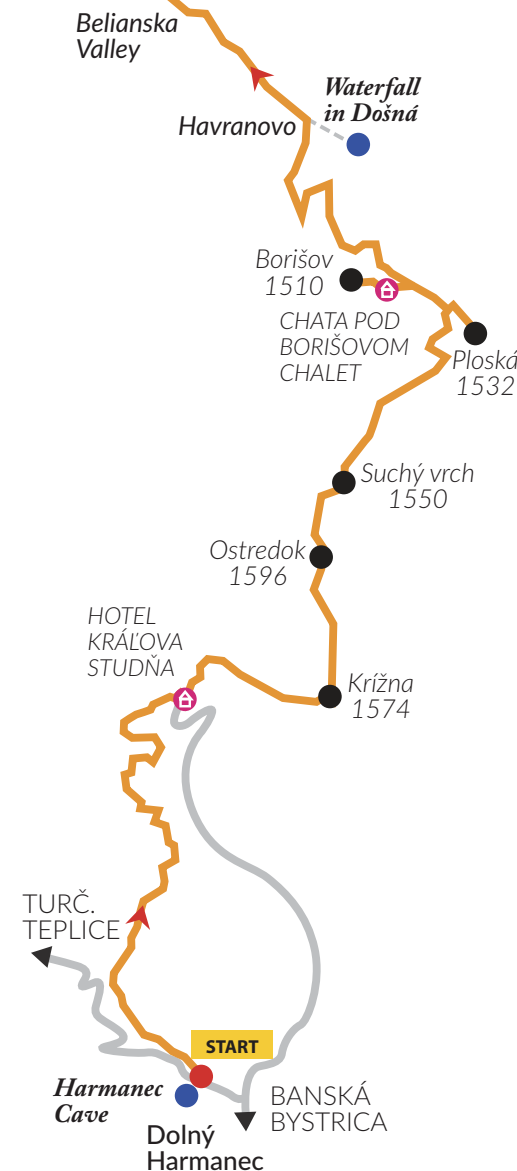 Belianska
Valley
Waterfall
in Došná
Havranovo
Borišov
1510
CHATA POD
BORIŠOVOM
CHALET
Ploská
1532
Suchý vrch
1550
Ostredok
1596
HOTEL
KRÁĽOVA
STUDŇA
Krížna
1574
TURČ.
TEPLICE
START
Harmanec
Cave
BANSKÁ
BYSTRICA
Dolný
Harmanec